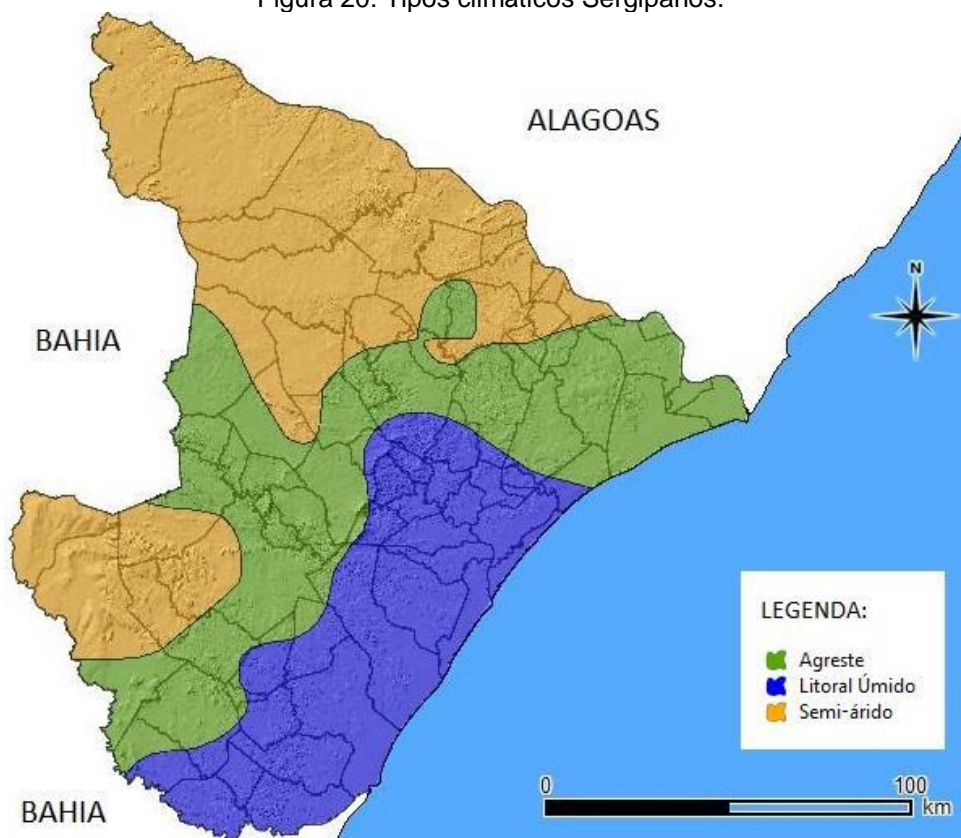 Figura 20: Tipos climáticos Sergipanos.
ALAGOAS
N
BAHIA
LEGENDA:
Agreste
Litoral Úmido
Semi-árido
BAHIA
0 100
km